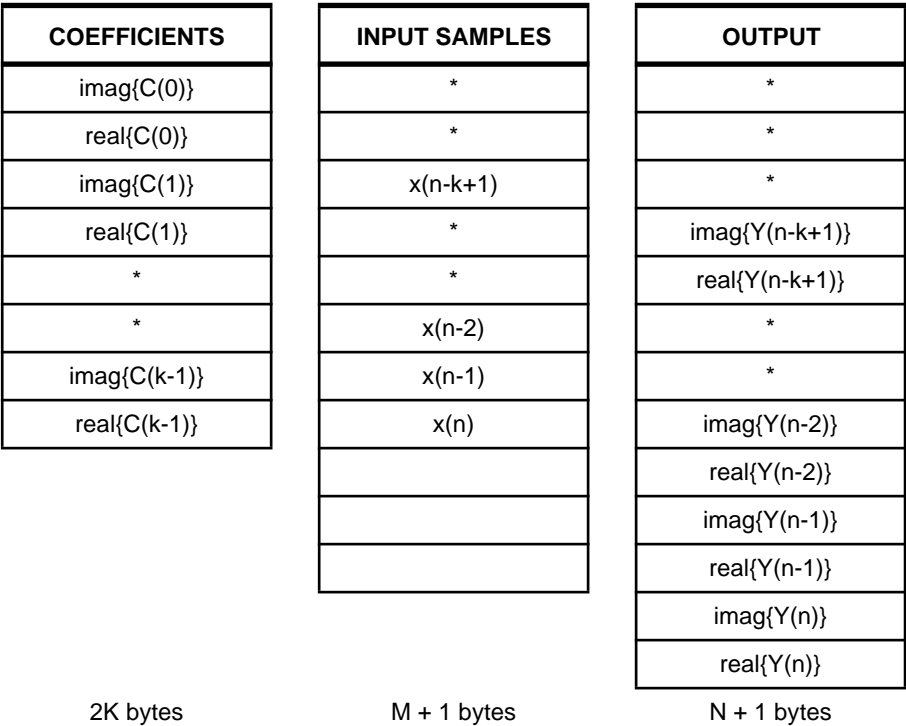 COEFFICIENTS INPUT SAMPLES OUTPUT
imag{C(0)} * *
real{C(0)} * *
imag{C(1)} x(n-k+1) *
real{C(1)} * imag{Y(n-k+1)}
* * real{Y(n-k+1)}
* x(n-2) *
imag{C(k-1)} x(n-1) *
real{C(k-1)} x(n) imag{Y(n-2)}
real{Y(n-2)}
imag{Y(n-1)}
real{Y(n-1)}
imag{Y(n)}
real{Y(n)}
2K bytes M + 1 bytes N + 1 bytes